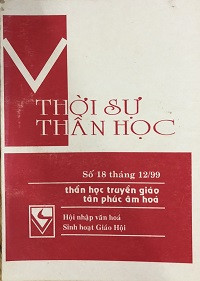 THỜI SỰ
THẦN HỌC
Số 18 tháng 12/99
thần học truyền giáo
tân phúc âm hoá
Hội nhập văn hoá
Sinh hoạt Giáo Hội